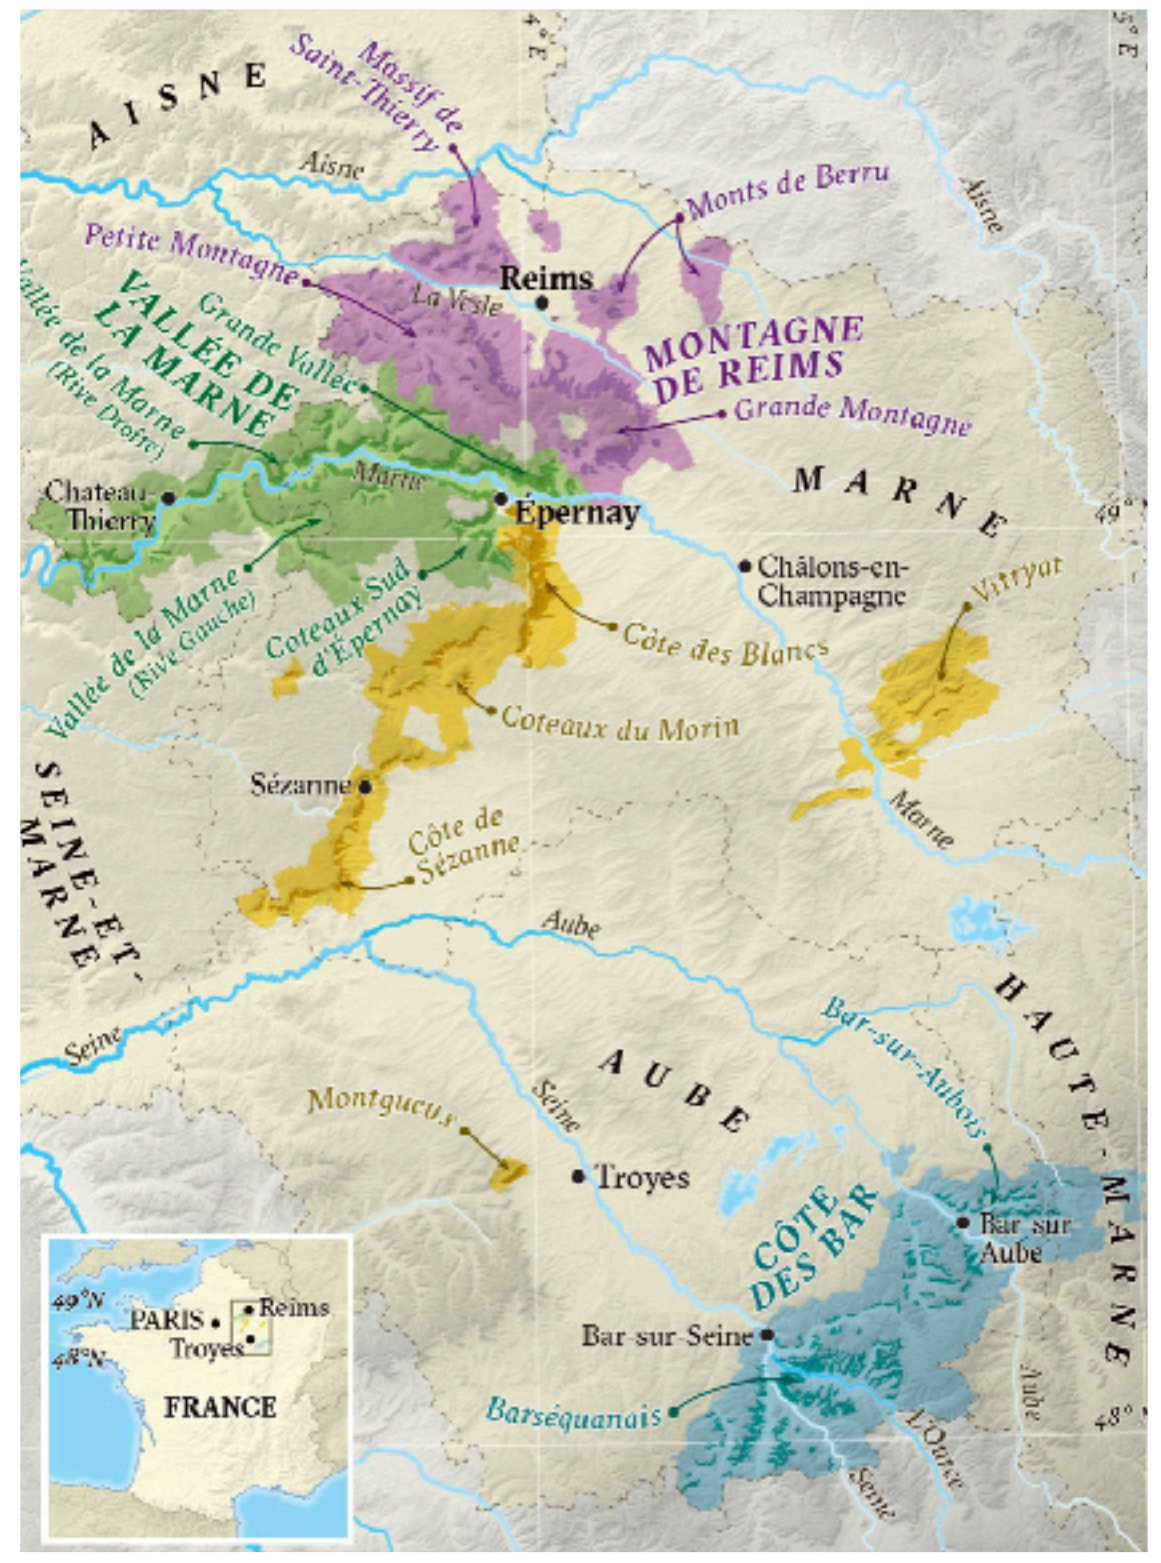 4°E
5°E
AISNE
Massif de
Saint-Thierry
Aisne
Monts de Berru
Aisne
Petite Montagne
Reims
La Vesle
VALLÉE DE
LA MARNE
Grande Vallée
Vallée de la Marne
(Rive Droite)
MONTAGNE
DE REIMS
Grande Montagne
MARNE
Marne
Chateau-
Thierry
Épernay
49°
Châlons-en-
Champagne
Vitryat
Vallée de la Marne
(Rive Gauche)
Coteaux Sud
d'Épernay
Côte des Blancs
Coteaux du Morin
SEINE-ET-
MARNE
Sézanne
Côte de
Sézanne
Marne
Aube
Seine
HAUTE-MARNE
Bar-sur-Aubois
AUBE
Montgueux
Seine
Troyes
CÔTE
DES BAR
Bar sur
Aube
49°N
48°N
PARIS
Reims
Troyes
FRANCE
Bar-sur-Seine
Barséquanais
Aube
48°
L'Ource
Seine